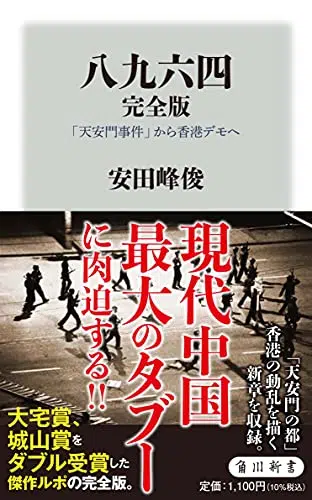 八九六四
完全版
「天安門事件」から香港デモへ
安田峰俊
現代中国
最大のタブー
に肉迫する!!
「天安門の都」
香港の動乱を描く
新章を収録。
大宅賞、
城山賞を
ダブル受賞した
傑作ルポの完全版。
角川新書
定価:1,100円(10%税込)